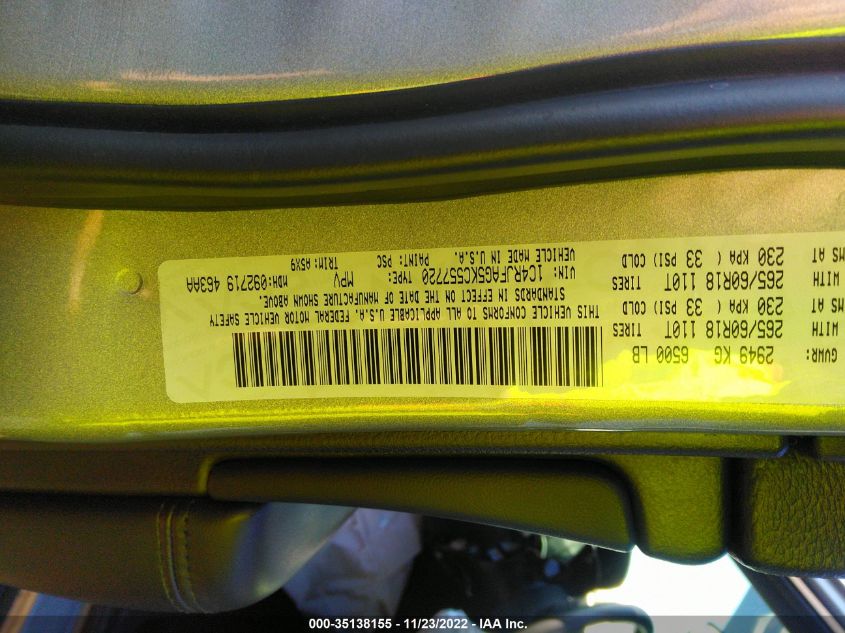 GVWR: 2949 KG 6500 LB
WITH 265/60R18 110T TIRES
MS AT 230 KPA ( 33 PSI) COLD
WITH 265/60R18 110T TIRES
MS AT 230 KPA ( 33 PSI) COLD
THIS VEHICLE CONFORMS TO ALL APPLICABLE U.S.A. FEDERAL MOTOR VEHICLE SAFETY
STANDARDS IN EFFECT ON THE DATE OF MANUFACTURE SHOWN ABOVE.
VIN: 1C4RJFAG5KC557720 TYPE: MPV MDH:092719 463AA
VEHICLE MADE IN U.S.A. PAINT: PSC TRIM: A5X9
000-35138155 - 11/23/2022 - IAA Inc.